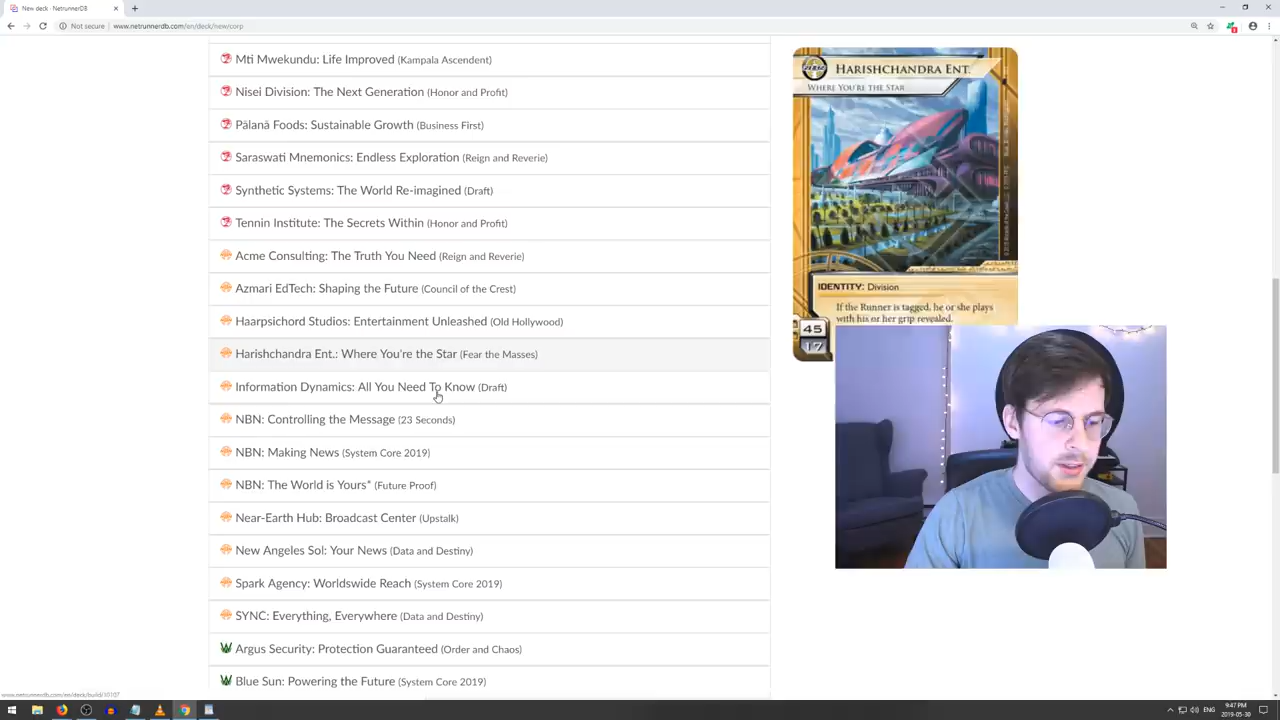 New deck · NetrunnerDB
Not secure | www.netrunnerdb.com/en/deck/new/corp
Mti Mwekundu: Life Improved (Kampala Ascendent)
Nisei Division: The Next Generation (Honor and Profit)
Pālanā Foods: Sustainable Growth (Business First)
Saraswati Mnemonics: Endless Exploration (Reign and Reverie)
Synthetic Systems: The World Re-imagined (Draft)
Tennin Institute: The Secrets Within (Honor and Profit)
Acme Consulting: The Truth You Need (Reign and Reverie)
Azmari EdTech: Shaping the Future (Council of the Crest)
Haarpsichord Studios: Entertainment Unleashed (Old Hollywood)
Harishchandra Ent.: Where You're the Star (Fear the Masses)
Information Dynamics: All You Need To Know (Draft)
NBN: Controlling the Message (23 Seconds)
NBN: Making News (System Core 2019)
NBN: The World is Yours* (Future Proof)
Near-Earth Hub: Broadcast Center (Upstalk)
New Angeles Sol: Your News (Data and Destiny)
Spark Agency: Worldwide Reach (System Core 2019)
SYNC: Everything, Everywhere (Data and Destiny)
Argus Security: Protection Guaranteed (Order and Chaos)
Blue Sun: Powering the Future (System Core 2019)
Harishchandra Ent.
Where You're the Star
Identity: Division
If the Runner is tagged, he or she plays
with his or her grip revealed.
45
17
www.netrunnerdb.com/en/deck/build/10107
ENG
9:47 PM
2019-05-30